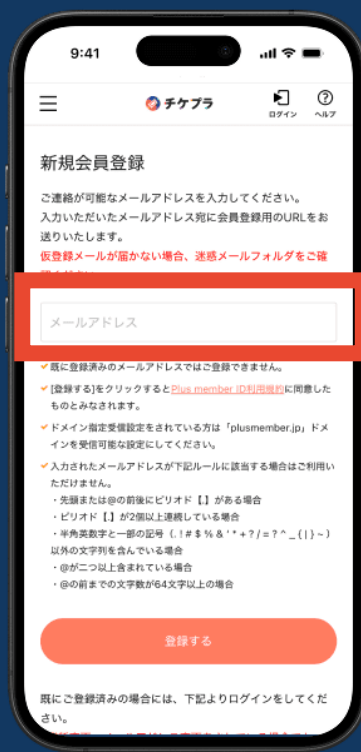 9:41
チケプラ
ログイン
ヘルプ
新規会員登録
ご連絡が可能なメールアドレスを入力してください。
入力いただいたメールアドレス宛に会員登録用のURLをお
送りいたします。
仮登録メールが届かない場合、迷惑メールフォルダをご確
メールアドレス
既に登録済みのメールアドレスではご登録できません。
[登録する]をクリックするとPlus member ID利用規約に同意した
ものとみなされます。
ドメイン指定受信設定をされている方は「plusmember.jp」ドメ
インを受信可能な設定にしてください。
入力されたメールアドレスが下記ルールに該当する場合はご利用い
ただけません。
・先頭または@の前後にピリオド【.】がある場合
・ピリオド【.】が2個以上連続している場合
・半角英数字と一部の記号（. ! # $ % & ' * + ? / = ? ^ _ { | } ~ ）
以外の文字列を含んでいる場合
・@が二つ以上含まれている場合
・@の前までの文字数が64文字以上の場合
登録する
既にご登録済みの場合には、下記よりログインをしてくだ
さい。